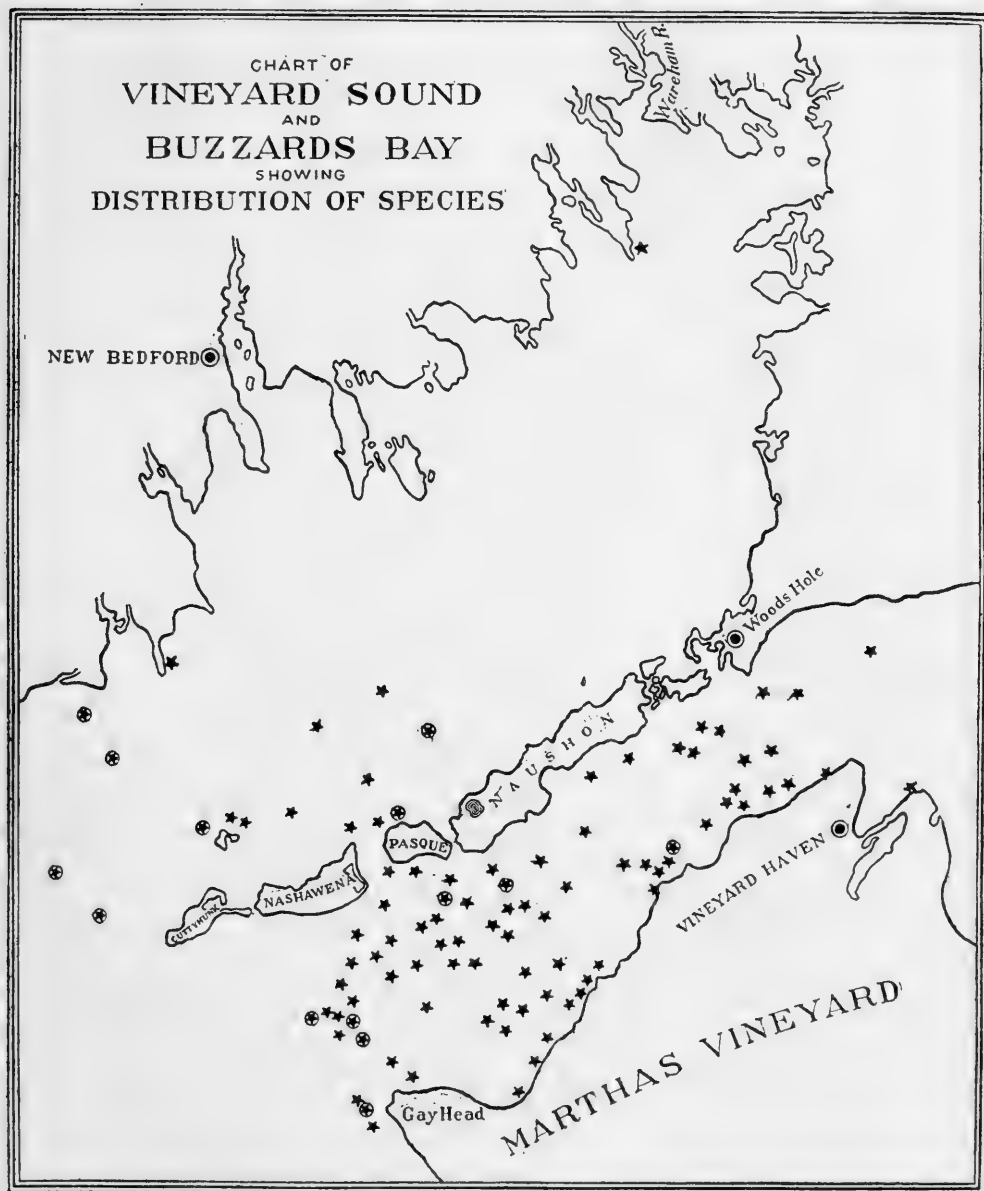 CHART OF
VINEYARD SOUND
AND
BUZZARDS BAY
SHOWING
DISTRIBUTION OF SPECIES
Wareham R.
NEW BEDFORD
Woods Hole
NAUSHON
PASQUE
NASHAWENA
CUTTYHUNK
VINEYARD HAVEN
MARTHAS VINEYARD
Gay Head